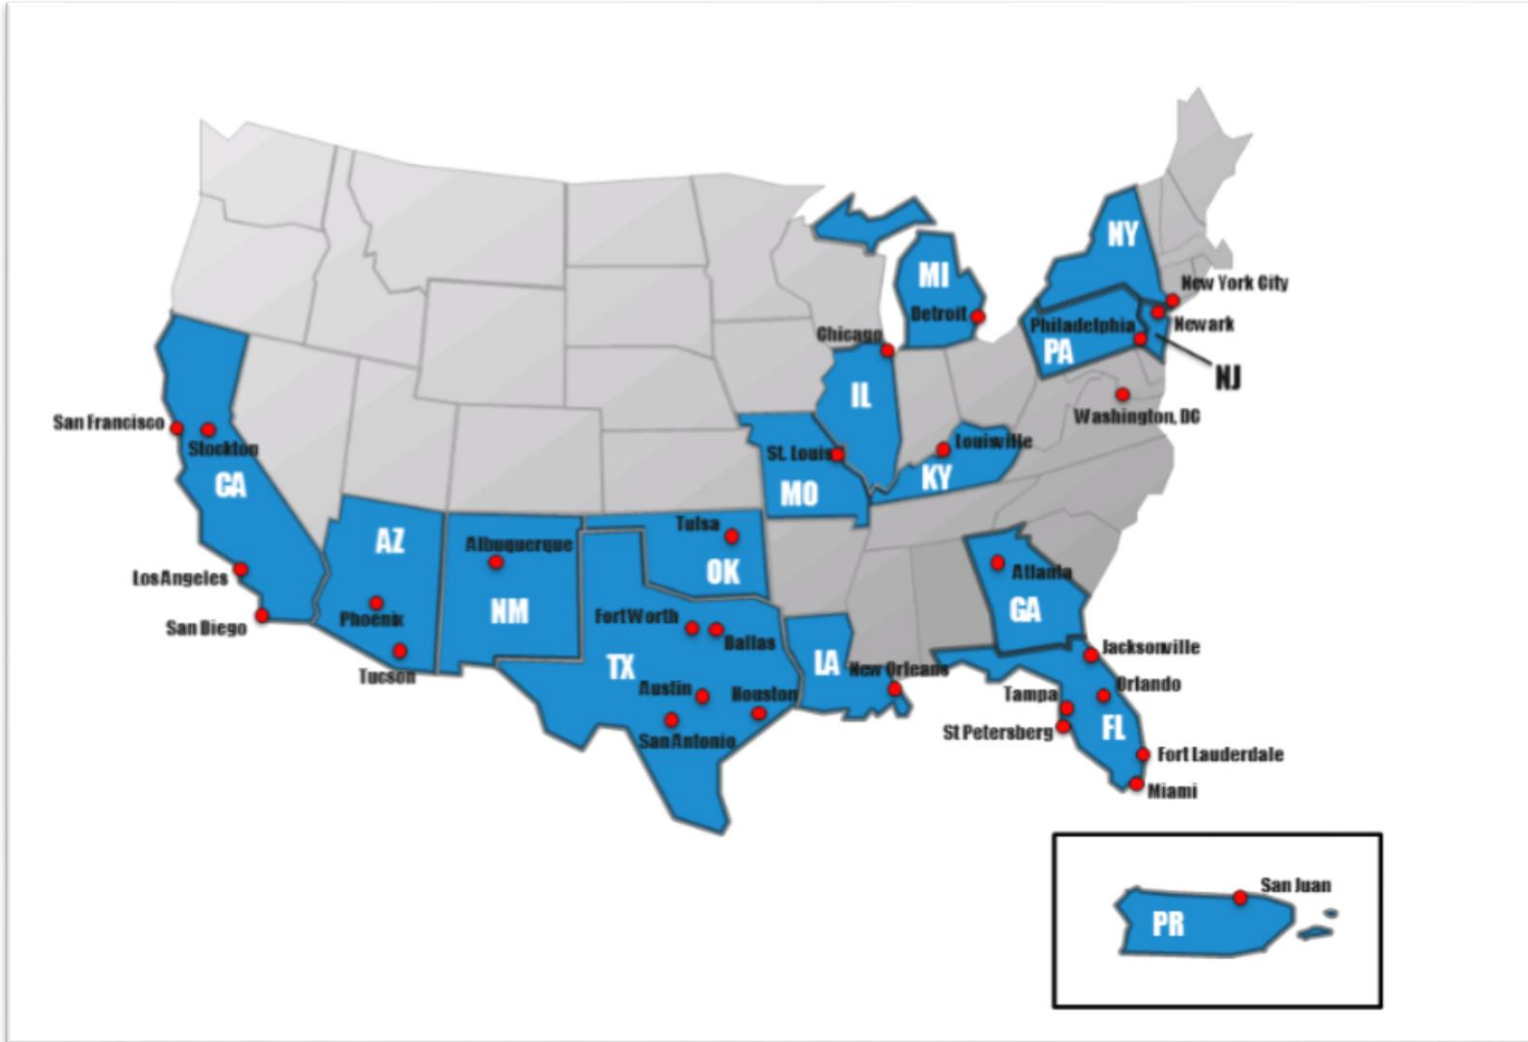 NY
MI
New York City
Detroit
Newark
Philadelphia
Chicago
PA
NJ
IL
Washington, DC
San Francisco
Stockton
Louisville
St. Louis
KY
CA
MO
Tulsa
AZ
Albuquerque
OK
Atlanta
Los Angeles
NM
GA
Phoenix
Fort Worth
San Diego
Dallas
Jacksonville
TX
LA
New Orleans
Tucson
Austin
Houston
Orlando
Tampa
FL
St Petersberg
San Antonio
Fort Lauderdale
Miami
San Juan
PR